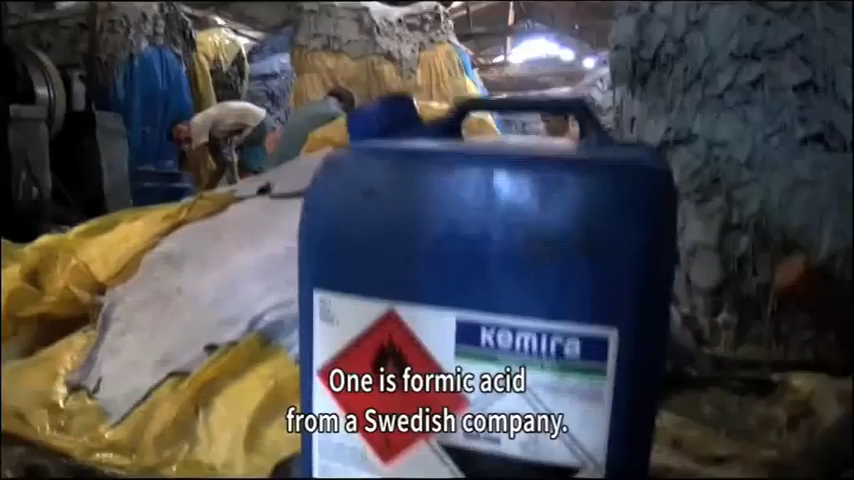 kemira
One is formic acid
from a Swedish company.